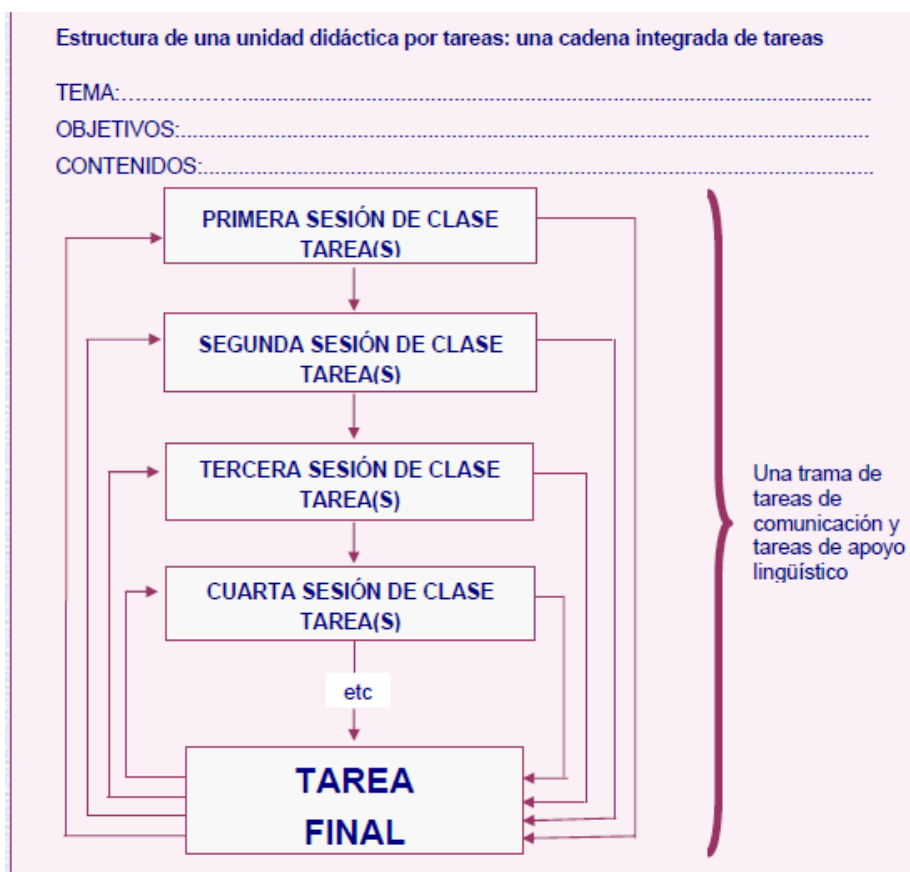 Estructura de una unidad didáctica por tareas: una cadena integrada de tareas
TEMA:............................................................................................................
OBJETIVOS:....................................................................................................
CONTENIDOS:.................................................................................................
PRIMERA SESIÓN DE CLASE
TAREA(S)
SEGUNDA SESIÓN DE CLASE
TAREA(S)
TERCERA SESIÓN DE CLASE
TAREA(S)
CUARTA SESIÓN DE CLASE
TAREA(S)
etc
TAREA
FINAL
Una trama de
tareas de
comunicación y
tareas de apoyo
lingüístico